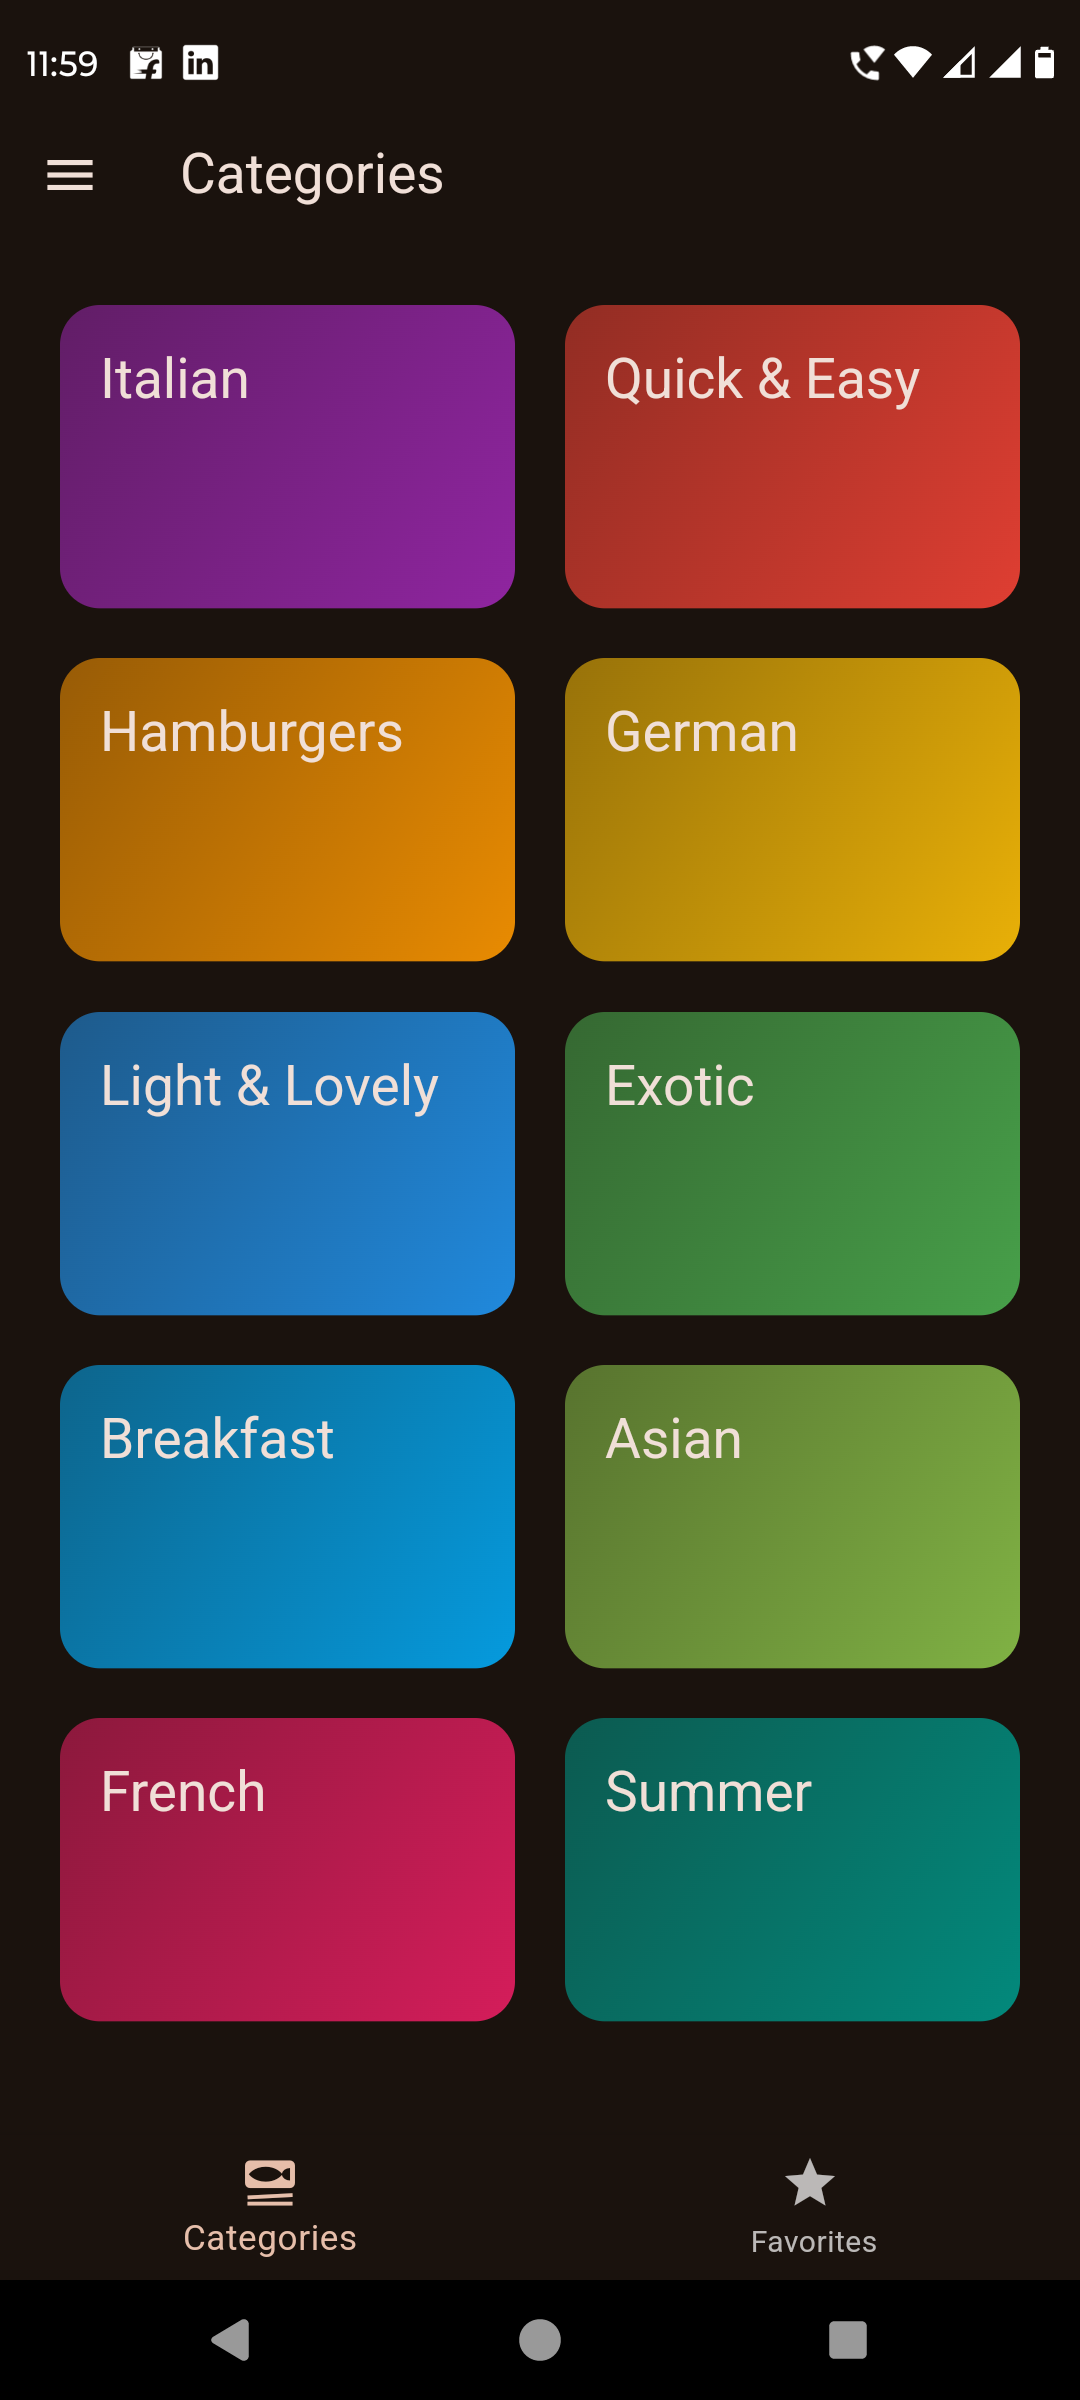 11:59
Categories
Italian
Quick & Easy
Hamburgers
German
Light & Lovely
Exotic
Breakfast
Asian
French
Summer
Categories
Favorites